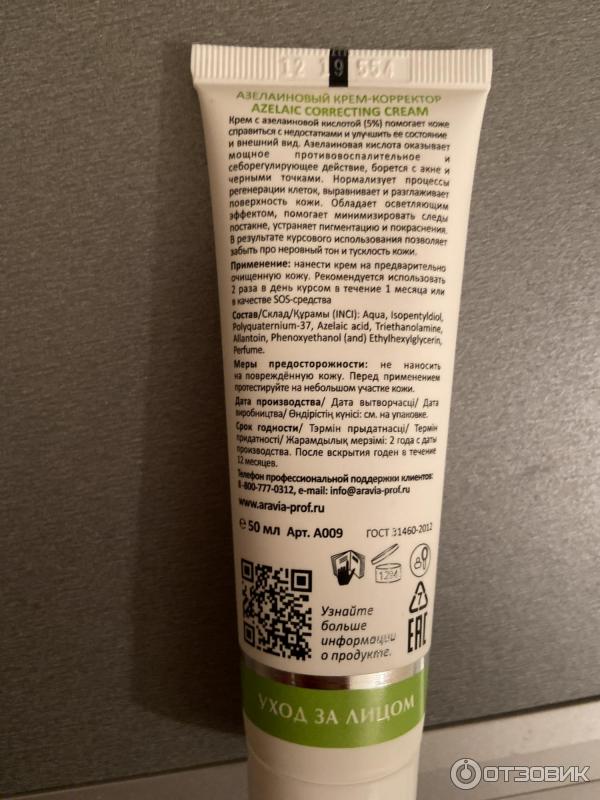 12 19 554
АЗЕЛАИНОВЫЙ КРЕМ-КОРРЕКТОР
AZELAIC CORRECTING CREAM
Крем с азелаиновой кислотой (5%) помогает коже
справиться с недостатками и улучшить ее состояние
и внешний вид. Азелаиновая кислота оказывает
мощное противовоспалительное и
себорегулирующее действие, борется с акне и
черными точками. Нормализует процессы
регенерации клеток, выравнивает и разглаживает
поверхность кожи. Обладает осветляющим
эффектом, помогает минимизировать следы
постакне, устраняет пигментацию и покраснения.
В результате курсового использования позволяет
забыть про неровный тон и тусклость кожи.
Применение: нанести крем на предварительно
очищенную кожу. Рекомендуется использовать
2 раза в день курсом в течение 1 месяца или
в качестве SOS-средства
Состав/Склад/Құрамы (INCI): Aqua, Isopentyldiol,
Polyquaternium-37, Azelaic acid, Triethanolamine,
Allantoin, Phenoxyethanol (and) Ethylhexylglycerin,
Perfume.
Меры предосторожности: не наносить
на повреждённую кожу. Перед применением
протестируйте на небольшом участке кожи.
Дата производства/ Дата вытворчасці/ Дата
виробництва/ Өндірістің күнісі: см. на упаковке.
Срок годности/ Тэрмін прыдатнасці/ Термін
придатності/ Жарамдылық мерзімі: 2 года с даты
производства. После вскрытия годен в течение
12 месяцев.
Телефон профессиональной поддержки клиентов:
8-800-777-0312, e-mail: info@aravia-prof.ru
www.aravia-prof.ru
℮ 50 мл Арт. А009 ГОСТ 31460-2012
12M
7
Узнайте
больше
информации
о продукте.
EAC
УХОД ЗА ЛИЦОМ
ОТЗОВИК